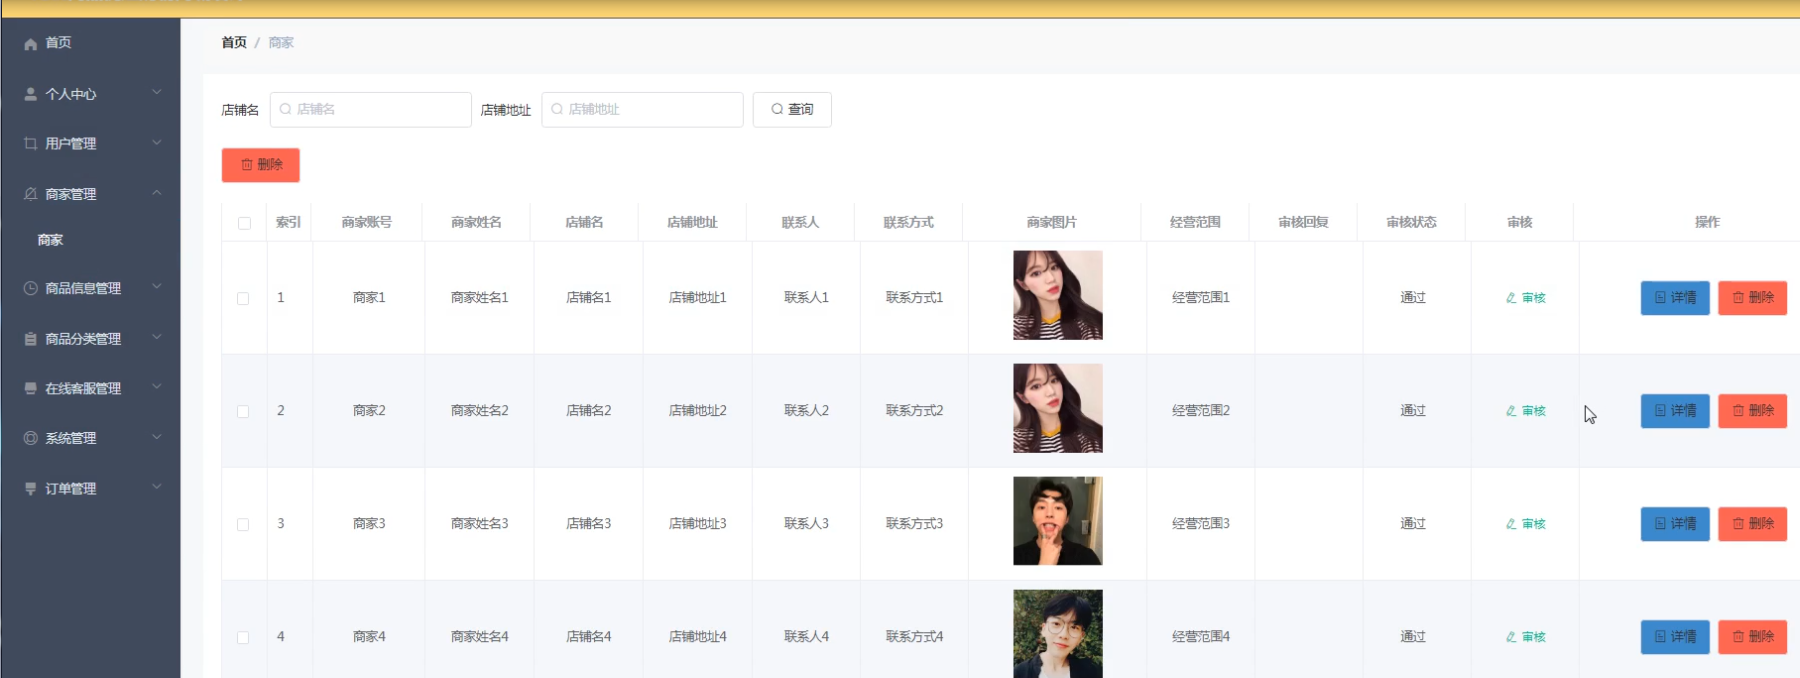 首页
个人中心
用户管理
商家管理
商家
商品信息管理
商品分类管理
在线客服管理
系统管理
订单管理
首页 / 商家
店铺名 店铺名 店铺地址 店铺地址 查询
删除
索引 商家账号 商家姓名 店铺名 店铺地址 联系人 联系方式 商家图片 经营范围 审核回复 审核状态 审核 操作
1 商家1 商家姓名1 店铺名1 店铺地址1 联系人1 联系方式1 经营范围1 通过 审核 详情 删除
2 商家2 商家姓名2 店铺名2 店铺地址2 联系人2 联系方式2 经营范围2 通过 审核 详情 删除
3 商家3 商家姓名3 店铺名3 店铺地址3 联系人3 联系方式3 经营范围3 通过 审核 详情 删除
4 商家4 商家姓名4 店铺名4 店铺地址4 联系人4 联系方式4 经营范围4 通过 审核 详情 删除